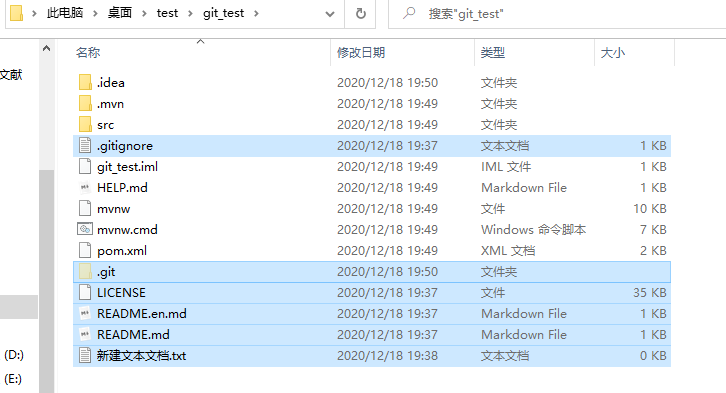 此电脑 › 桌面 › test › git_test ›
搜索"git_test"
名称 修改日期 类型 大小
文献
.idea 2020/12/18 19:50 文件夹
.mvn 2020/12/18 19:49 文件夹
src 2020/12/18 19:49 文件夹
.gitignore 2020/12/18 19:37 文本文档 1 KB
git_test.iml 2020/12/18 19:49 IML 文件 1 KB
HELP.md 2020/12/18 19:49 Markdown File 1 KB
mvnw 2020/12/18 19:49 文件 10 KB
mvnw.cmd 2020/12/18 19:49 Windows 命令脚本 7 KB
pom.xml 2020/12/18 19:49 XML 文档 2 KB
.git 2020/12/18 19:50 文件夹
LICENSE 2020/12/18 19:37 文件 35 KB
README.en.md 2020/12/18 19:37 Markdown File 1 KB
README.md 2020/12/18 19:37 Markdown File 1 KB
新建文本文档.txt 2020/12/18 19:38 文本文档 0 KB
(D:)
(E:)